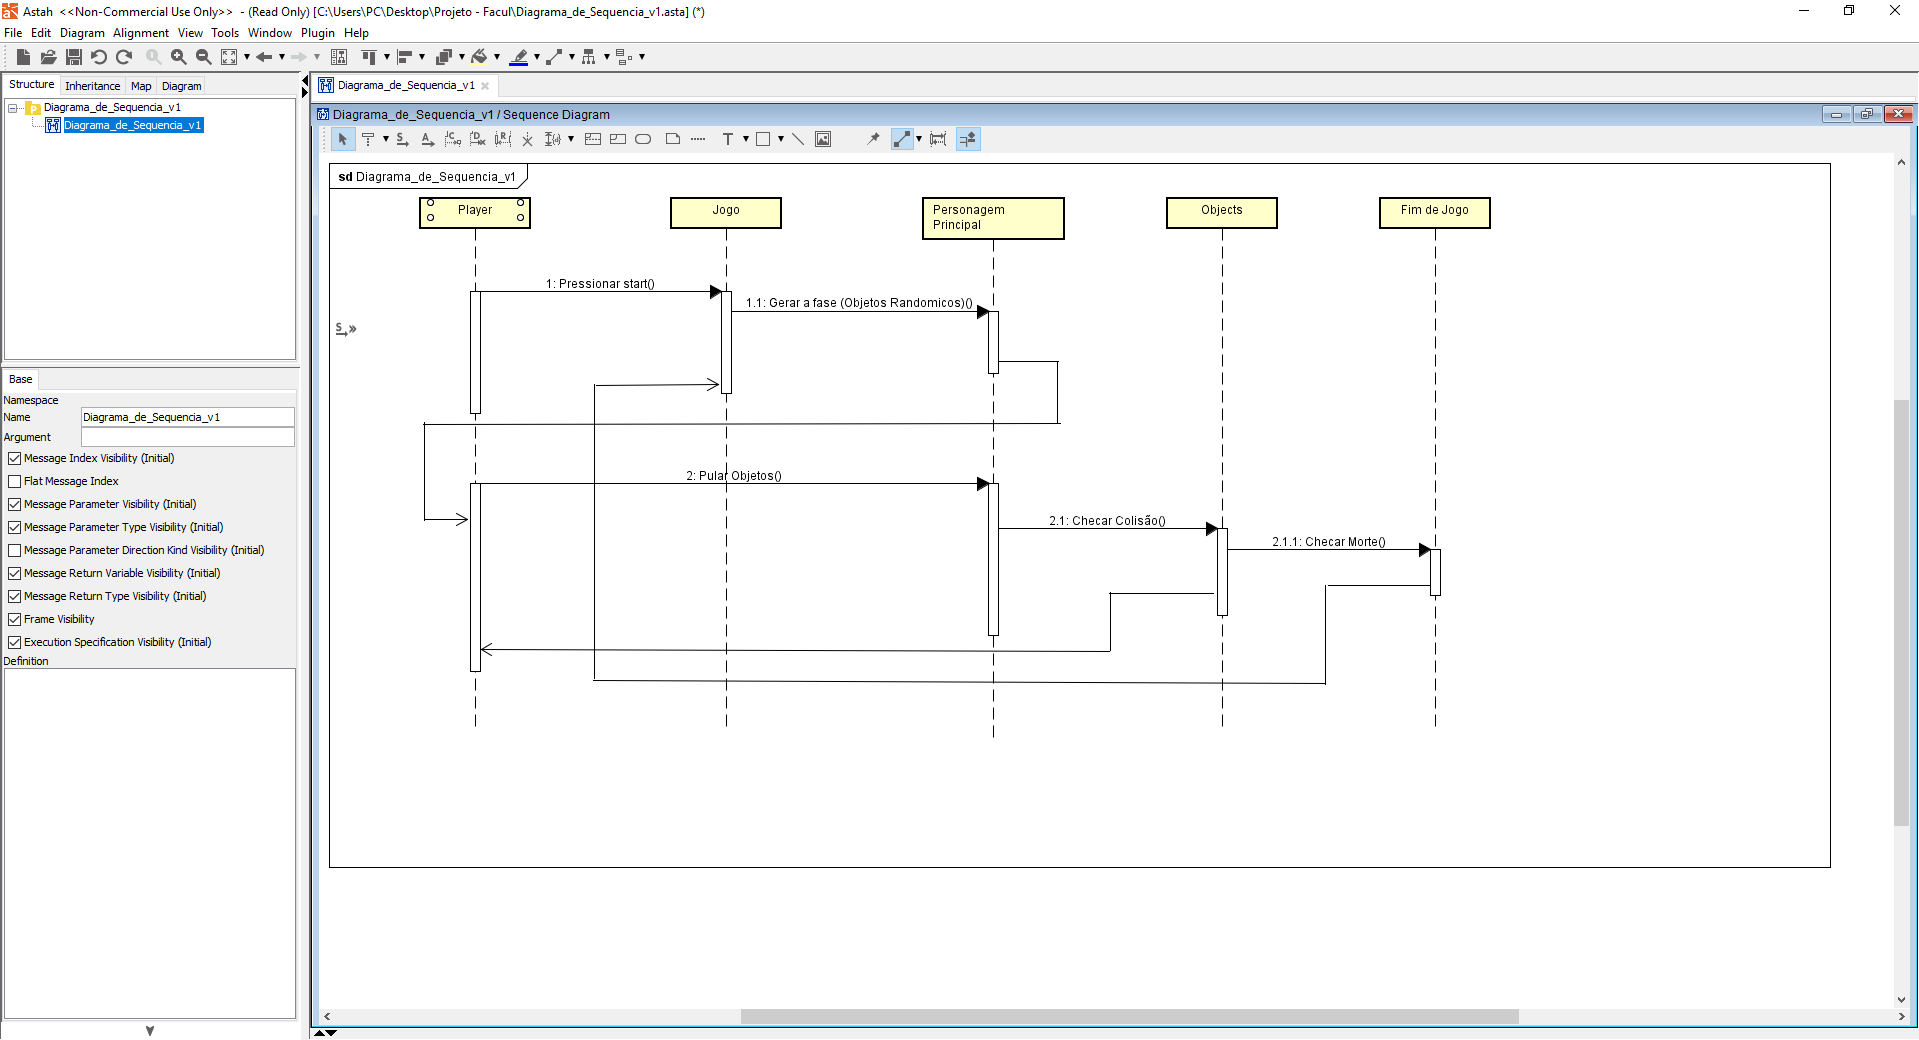 Astah <<Non-Commercial Use Only>> - (Read Only) [C:\Users\PC\Desktop\Projeto - Facul\Diagrama_de_Sequencia_v1.asta] (*)
File Edit Diagram Alignment View Tools Window Plugin Help
Structure Inheritance Map Diagram
Diagrama_de_Sequencia_v1
Diagrama_de_Sequencia_v1
Base
Namespace
Name Diagrama_de_Sequencia_v1
Argument
Message Index Visibility (Initial)
Flat Message Index
Message Parameter Visibility (Initial)
Message Parameter Type Visibility (Initial)
Message Parameter Direction Kind Visibility (Initial)
Message Return Variable Visibility (Initial)
Message Return Type Visibility (Initial)
Frame Visibility
Execution Specification Visibility (Initial)
Definition
Diagrama_de_Sequencia_v1
Diagrama_de_Sequencia_v1 / Sequence Diagram
sd Diagrama_de_Sequencia_v1
Player
Jogo
Personagem
Principal
Objects
Fim de Jogo
1: Pressionar start()
1.1: Gerar a fase (Objetos Randomicos)()
2: Pular Objetos()
2.1: Checar Colisão()
2.1.1: Checar Morte()